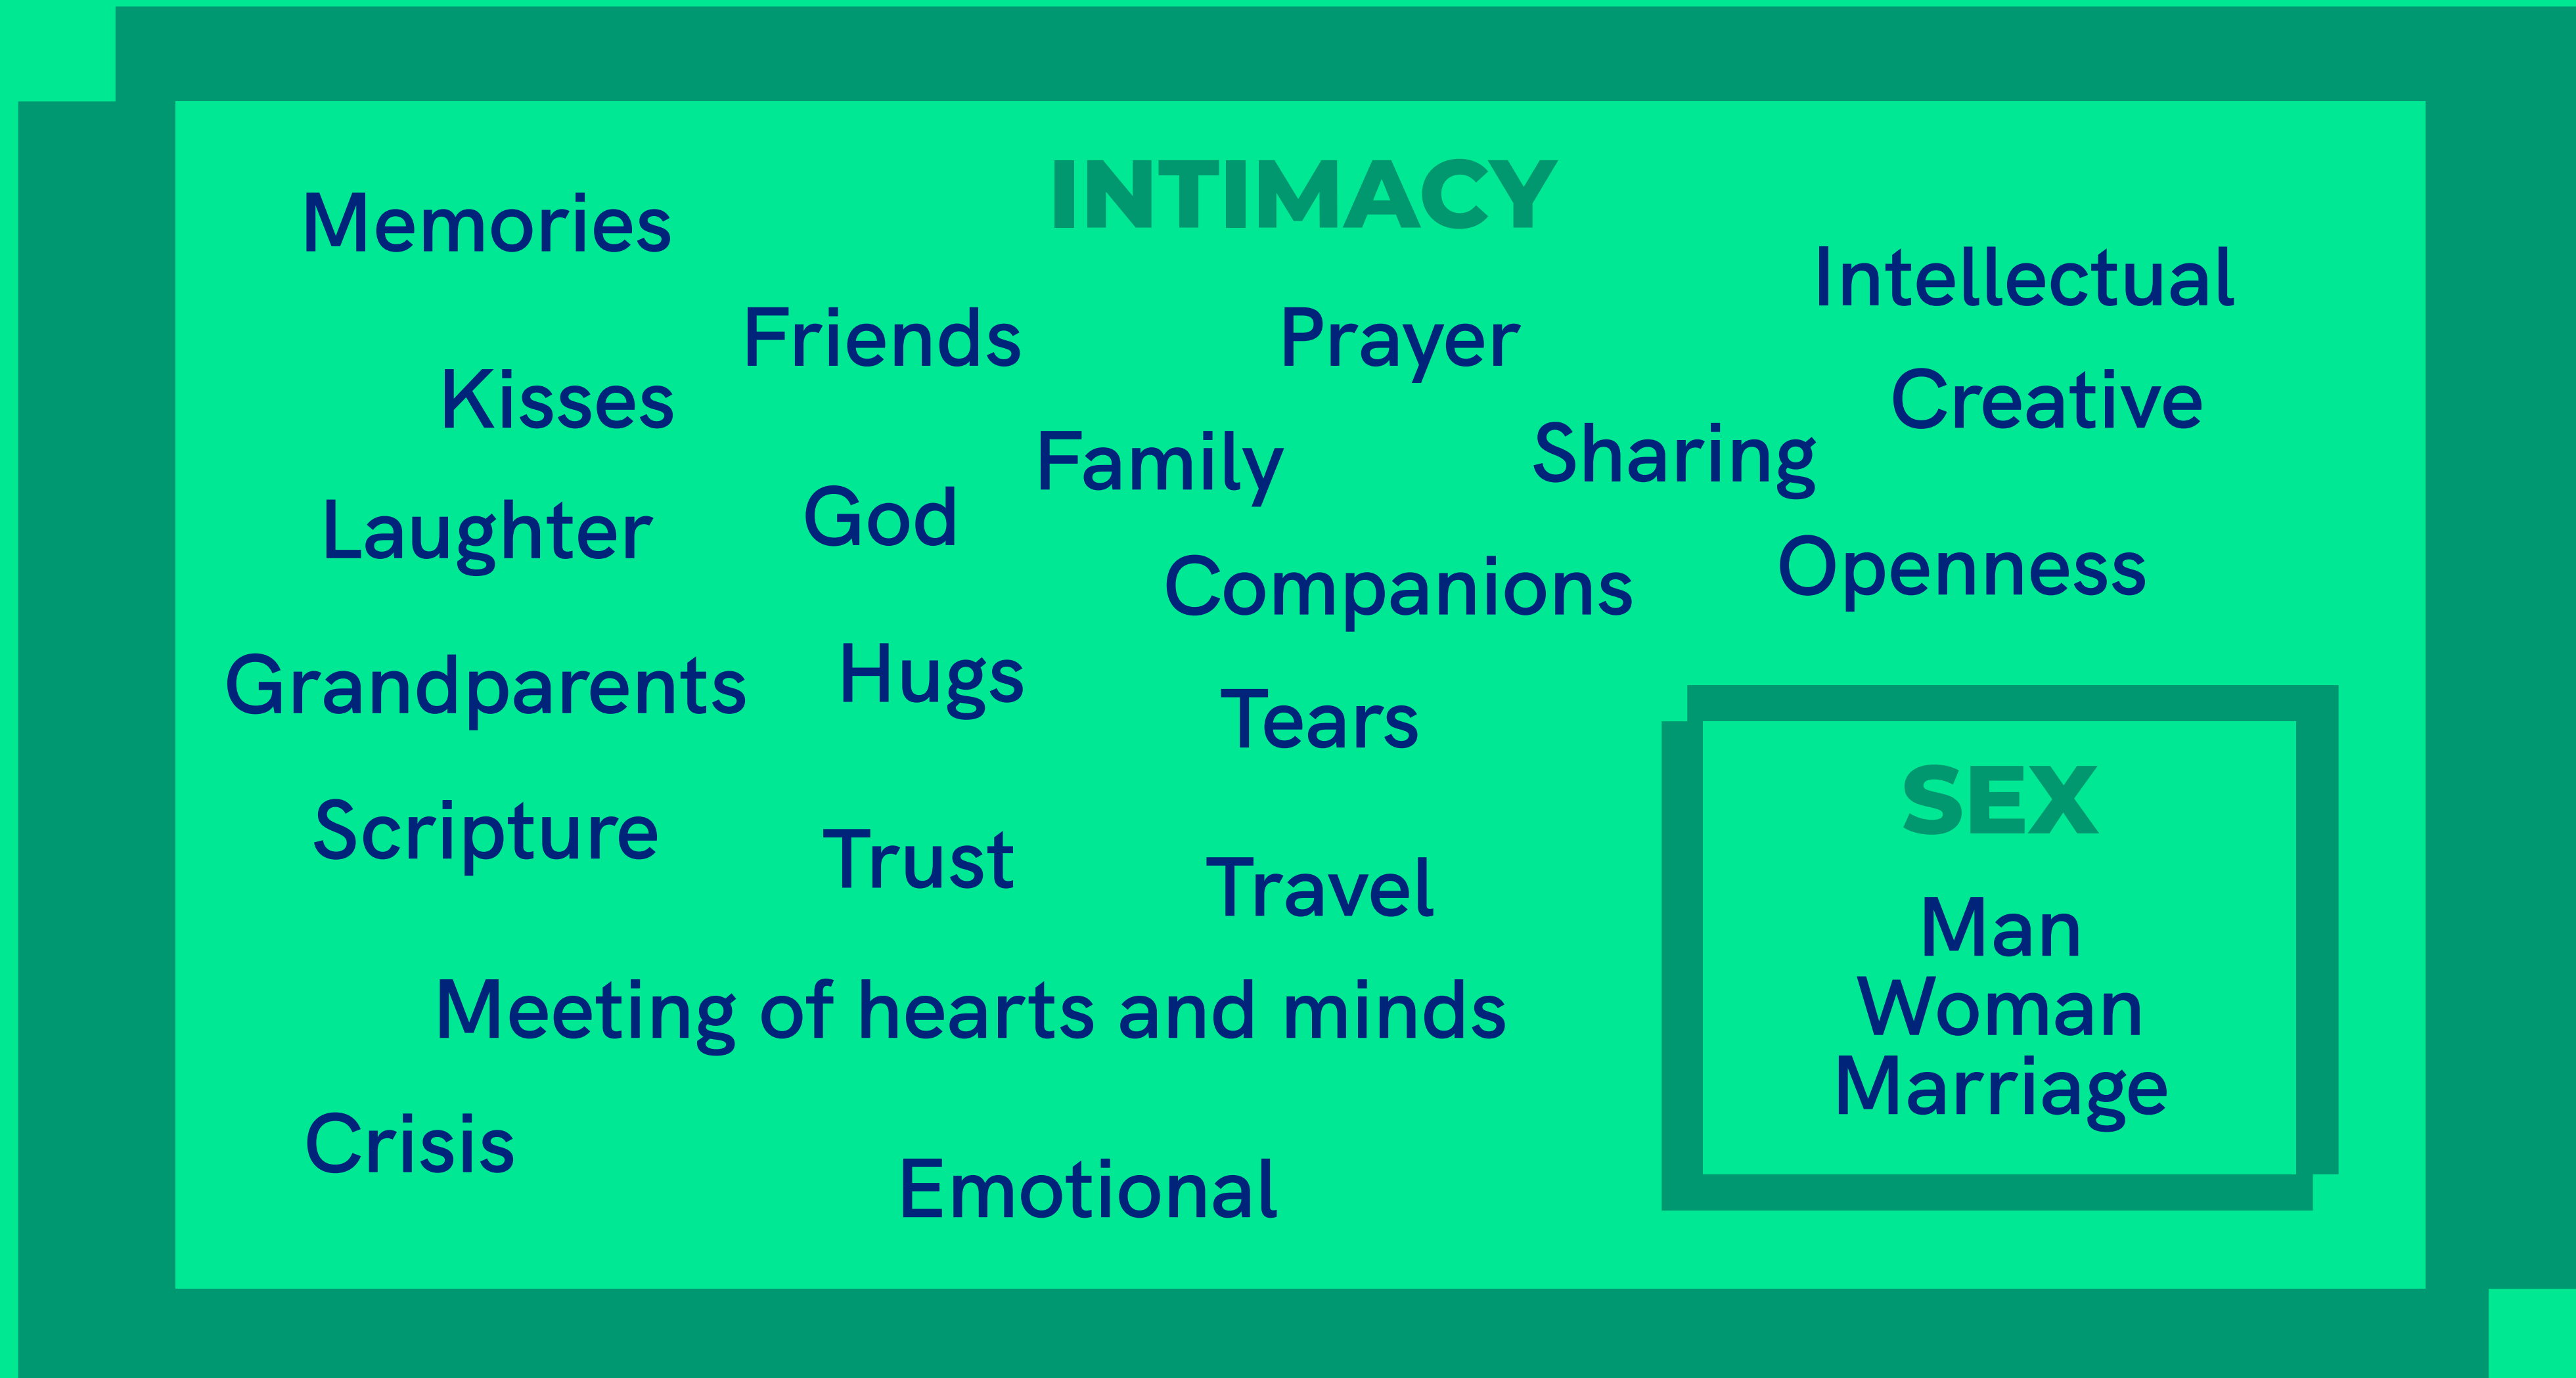 INTIMACY
Memories
Intellectual
Friends
Prayer
Kisses
Creative
Family
Sharing
Laughter
God
Companions
Openness
Grandparents
Hugs
Tears
Scripture
Trust
Travel
Meeting of hearts and minds
Crisis
Emotional
SEX
Man
Woman
Marriage